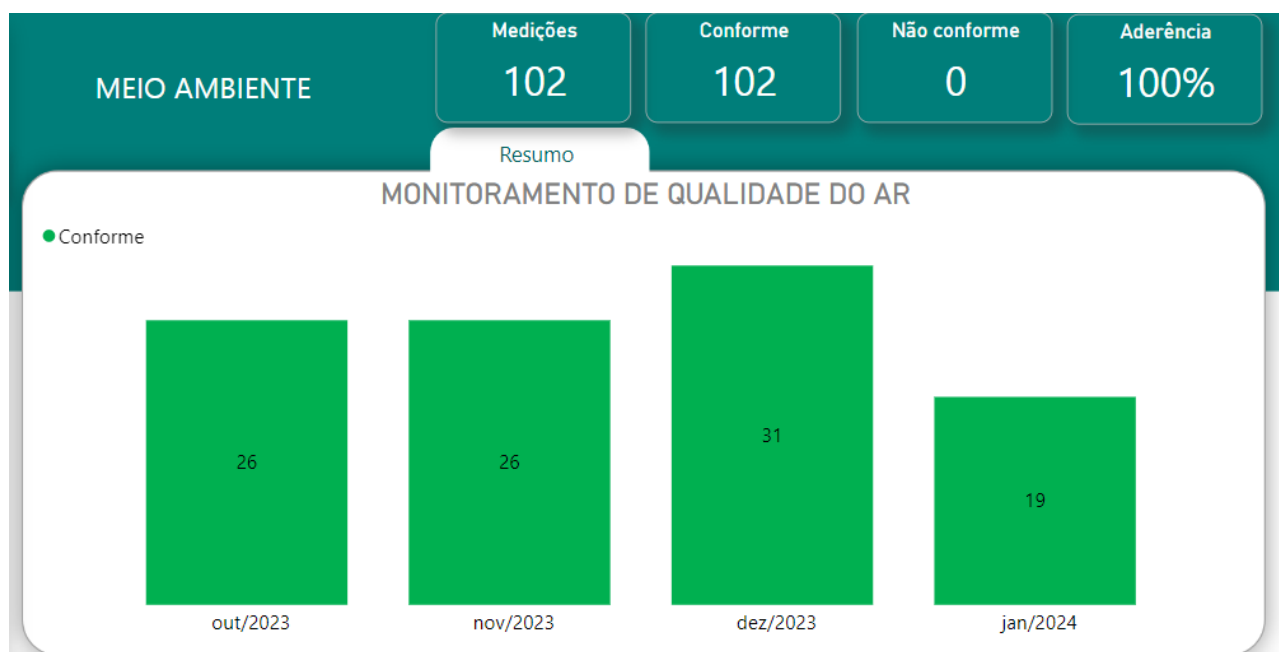 MEIO AMBIENTE
Medições
102
Conforme
102
Não conforme
0
Aderência
100%
Resumo
MONITORAMENTO DE QUALIDADE DO AR
Conforme
26
26
31
19
out/2023
nov/2023
dez/2023
jan/2024